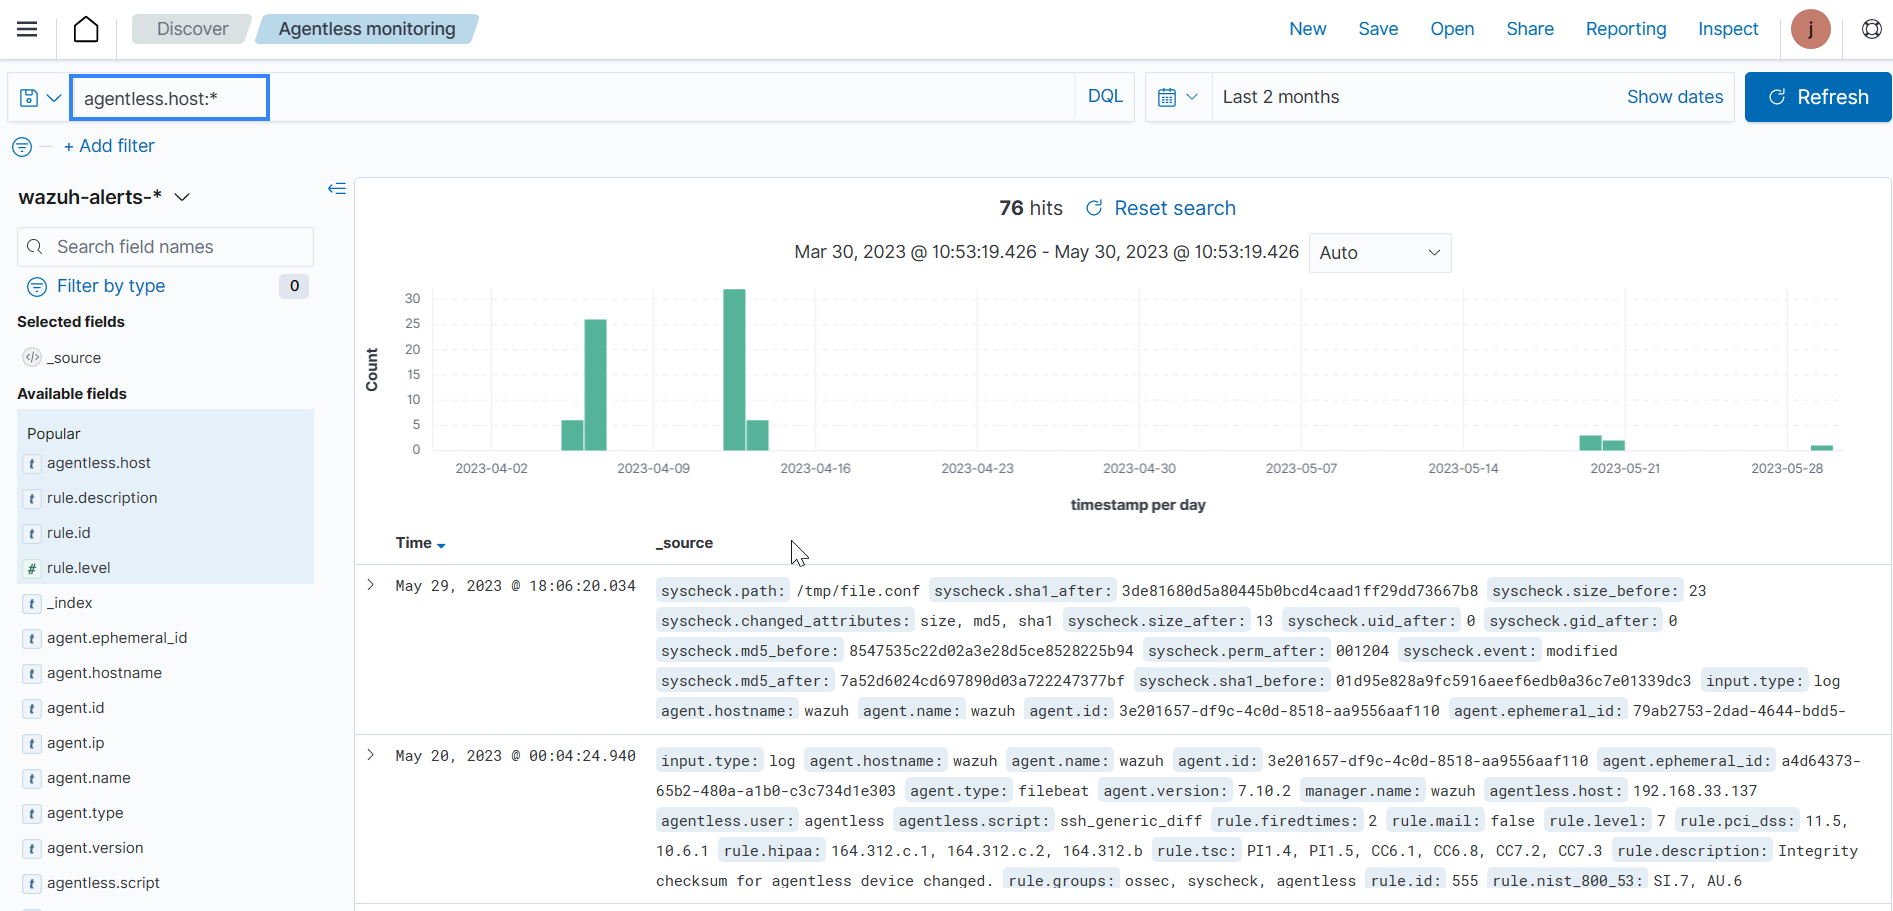 Discover
Agentless monitoring
New
Save
Open
Share
Reporting
Inspect
j
agentless.host:*
DQL
Last 2 months
Show dates
Refresh
+ Add filter
wazuh-alerts-*
Search field names
Filter by type
0
Selected fields
_source
Available fields
Popular
t agentless.host
t rule.description
t rule.id
# rule.level
t _index
t agent.ephemeral_id
t agent.hostname
t agent.id
t agent.ip
t agent.name
t agent.type
t agent.version
t agentless.script
76 hits
Reset search
Mar 30, 2023 @ 10:53:19.426 - May 30, 2023 @ 10:53:19.426
Auto
Count
30
25
20
15
10
5
0
2023-04-02
2023-04-09
2023-04-16
2023-04-23
2023-04-30
2023-05-07
2023-05-14
2023-05-21
2023-05-28
timestamp per day
Time
_source
May 29, 2023 @ 18:06:20.034
syscheck.path: /tmp/file.conf syscheck.sha1_after: 3de81680d5a80445b0bcd4caad1ff29dd73667b8 syscheck.size_before: 23
syscheck.changed_attributes: size, md5, sha1 syscheck.size_after: 13 syscheck.uid_after: 0 syscheck.gid_after: 0
syscheck.md5_before: 8547535c22d02a3e28d5ce8528225b94 syscheck.perm_after: 001204 syscheck.event: modified
syscheck.md5_after: 7a52d6024cd697890d03a722247377bf syscheck.sha1_before: 01d95e828a9fc5916aeef6edb0a36c7e01339dc3 input.type: log
agent.hostname: wazuh agent.name: wazuh agent.id: 3e201657-df9c-4c0d-8518-aa9556aaf110 agent.ephemeral_id: 79ab2753-2dad-4644-bdd5-
May 20, 2023 @ 00:04:24.940
input.type: log agent.hostname: wazuh agent.name: wazuh agent.id: 3e201657-df9c-4c0d-8518-aa9556aaf110 agent.ephemeral_id: a4d64373-
65b2-480a-a1b0-c3c734d1e303 agent.type: filebeat agent.version: 7.10.2 manager.name: wazuh agentless.host: 192.168.33.137
agentless.user: agentless agentless.script: ssh_generic_diff rule.firedtimes: 2 rule.mail: false rule.level: 7 rule.pci_dss: 11.5,
10.6.1 rule.hipaa: 164.312.c.1, 164.312.c.2, 164.312.b rule.tsc: PI1.4, PI1.5, CC6.1, CC6.8, CC7.2, CC7.3 rule.description: Integrity
checksum for agentless device changed. rule.groups: ossec, syscheck, agentless rule.id: 555 rule.nist_800_53: SI.7, AU.6